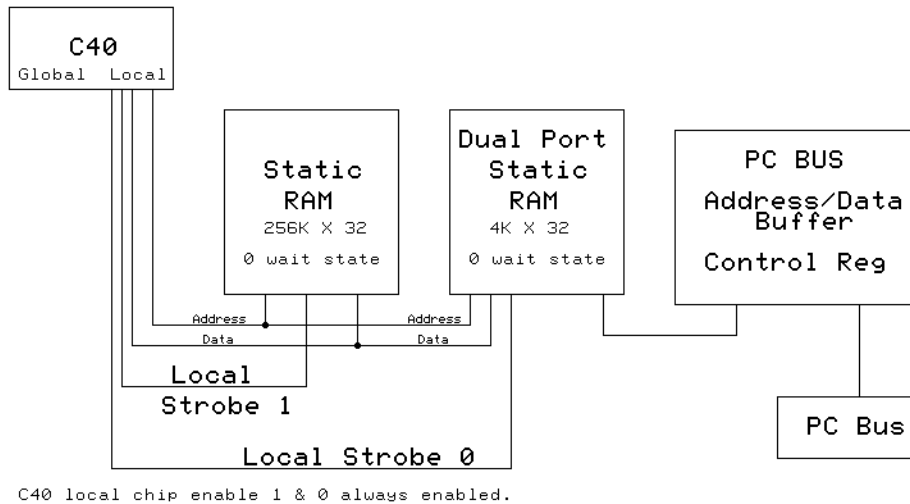 C40
Global Local
Static
RAM
256K X 32
0 wait state
Dual Port
Static
RAM
4K X 32
0 wait state
PC BUS
Address/Data
Buffer
Control Reg
Address
Address
Data
Data
Local
Strobe 1
PC Bus
Local Strobe 0
C40 local chip enable 1 & 0 always enabled.